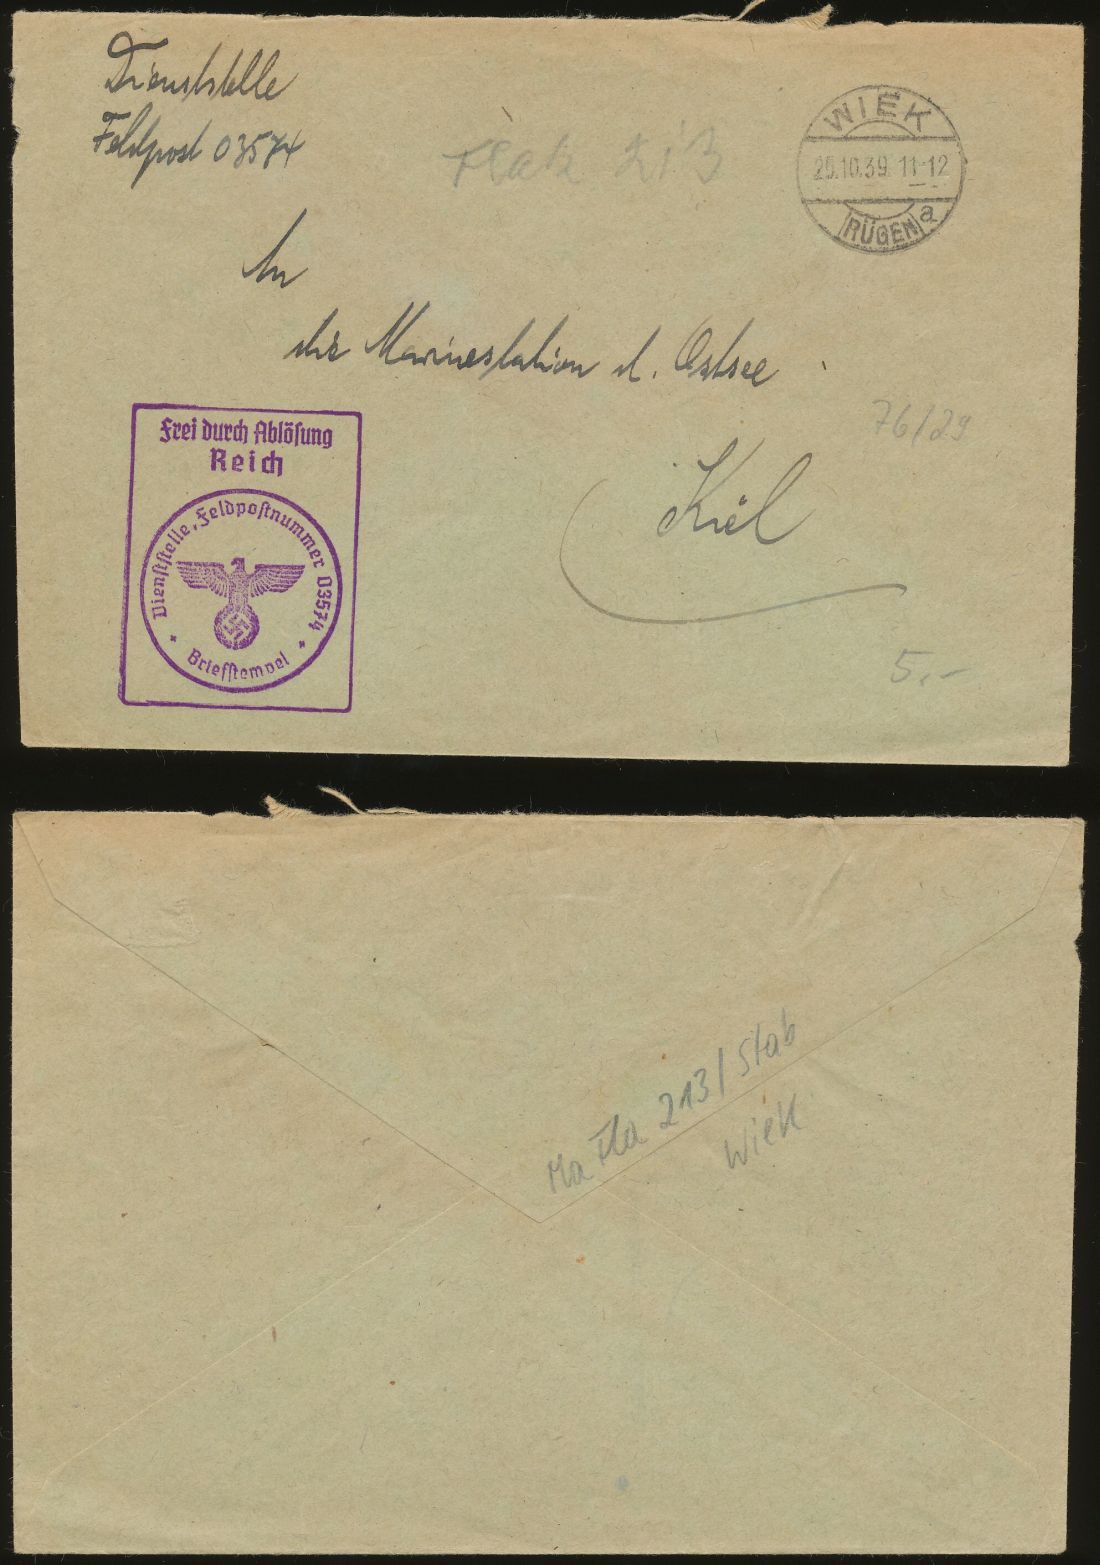 Dienststelle
Feldpost 03574
Flak 213
WIEK
25.10.39. 11-12
(RÜGEN) a
An
die Marinestation d. Ostsee
76/29
Kiel
Frei durch Ablösung
Reich
Dienststelle Feldpostnummer 03574
Briefstempel
5,-
Ma Fla 213/Stab
Wiek